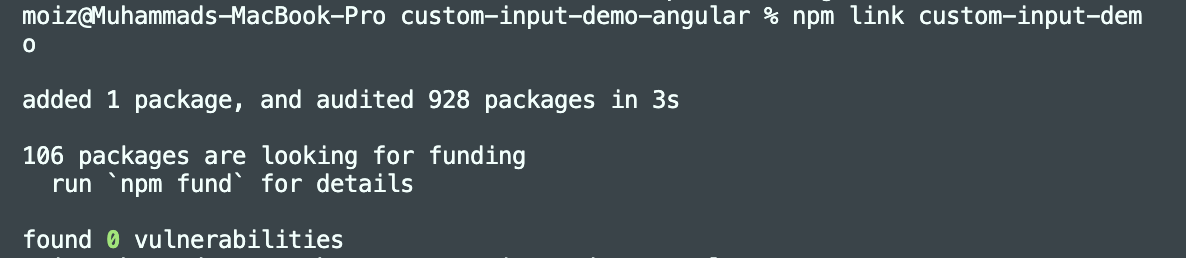 moiz@Muhammads-MacBook-Pro custom-input-demo-angular % npm link custom-input-dem
o
added 1 package, and audited 928 packages in 3s
106 packages are looking for funding
  run `npm fund` for details
found 0 vulnerabilities